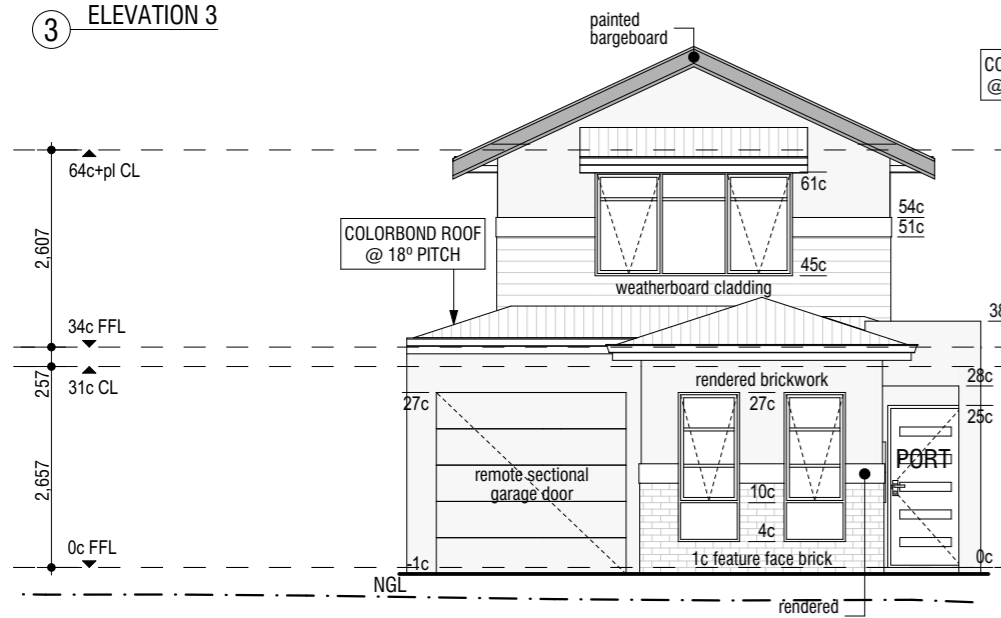 3 ELEVATION 3
painted
bargeboard
CO
@
64c+pl CL
61c
54c
51c
2,607
COLORBOND ROOF
@ 18º PITCH
45c
weatherboard cladding
38
34c FFL
257
31c CL
rendered brickwork
28c
27c
27c
25c
PORT
2,657
remote sectional
garage door
10c
4c
0c FFL
-1c
1c feature face brick
0c
NGL
rendered